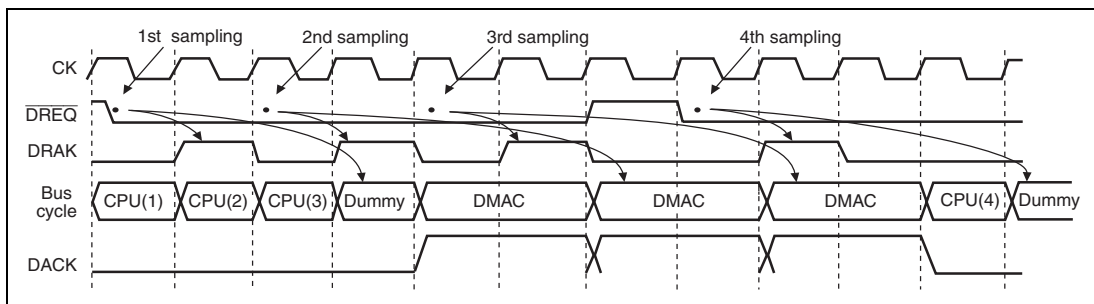 1st sampling 2nd sampling 3rd sampling 4th sampling
CK
DREQ
DRAK
Bus cycle CPU(1) CPU(2) CPU(3) Dummy DMAC DMAC DMAC CPU(4) Dummy
DACK